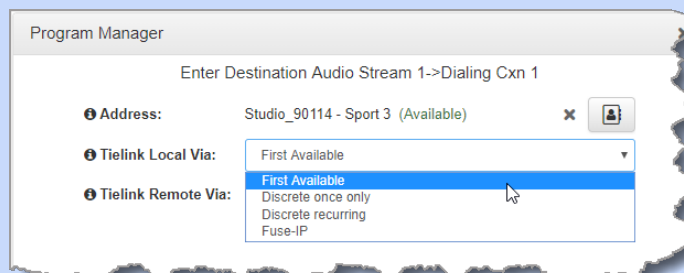 Program Manager
Enter Destination Audio Stream 1->Dialing Cxn 1
Address: Studio_90114 - Sport 3 (Available)
Tielink Local Via: First Available
First Available
Tielink Remote Via:
Discrete once only
Discrete recurring
Fuse-IP